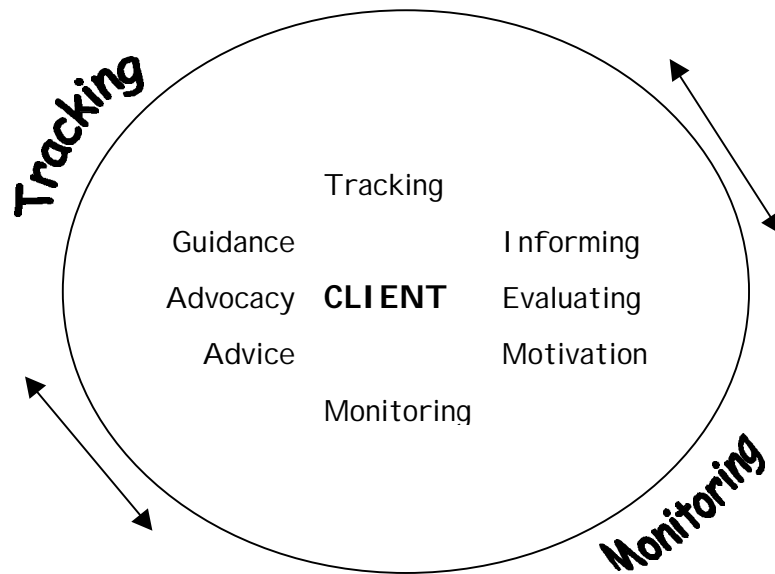 Tracking
Tracking
Guidance
Informing
Advocacy CLIENT Evaluating
Advice
Motivation
Monitoring
Monitoring